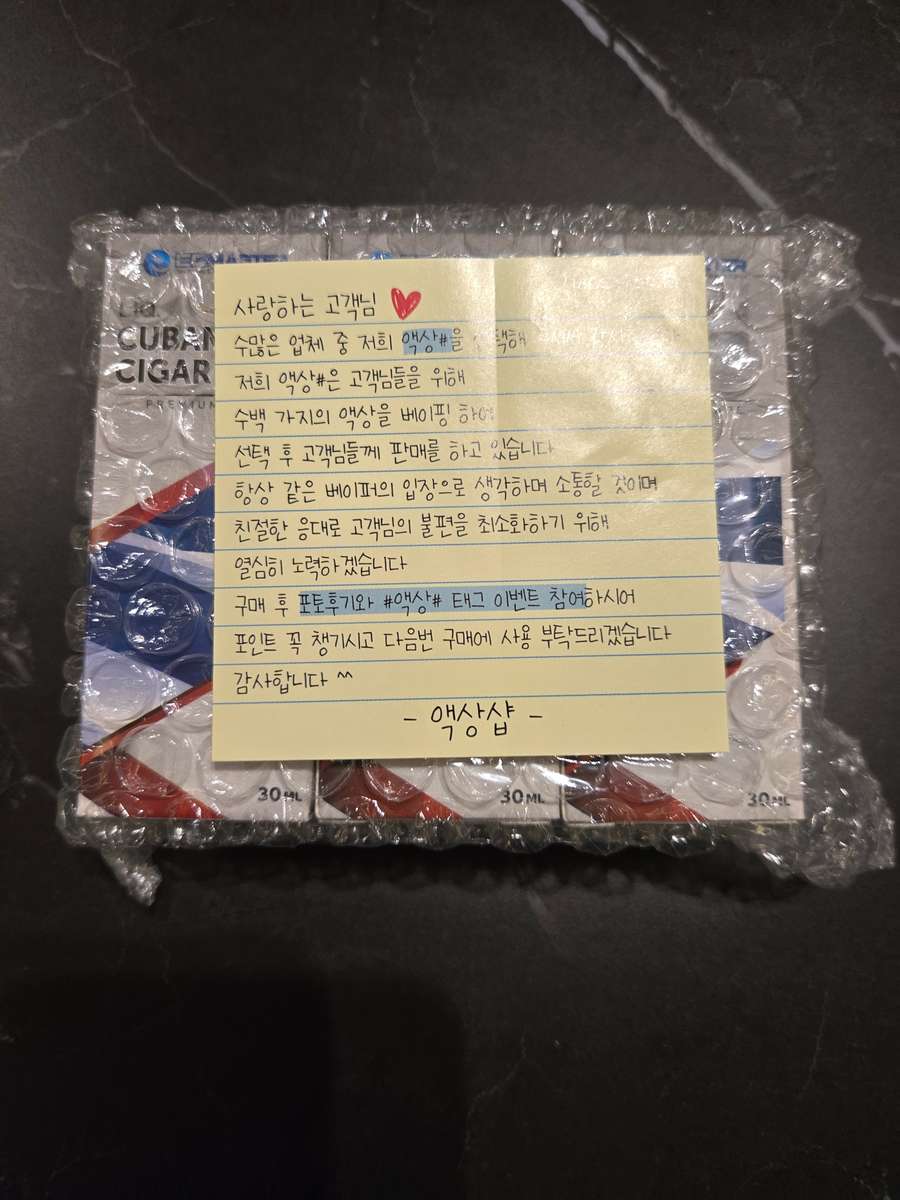 Liq.
CUBAN
CIGAR
PREMIUM
사랑하는 고객님
수많은 업체 중 저희 액상#을
저희 액상#은 고객님들을 위해
수백 가지의 액상을 베이핑 하여
선택 후 고객님들께 판매를 하고 있습니다
항상 같은 베이퍼의 입장으로 생각하며 소통할 것이며
친절한 응대로 고객님의 불편을 최소화하기 위해
열심히 노력하겠습니다
구매 후 포토후기와 #액상# 태그 이벤트 참여하시어
포인트 꼭 챙기시고 다음번 구매에 사용 부탁드리겠습니다
감사합니다 ^^
- 액상샵 -
30ML
30ML
30ML